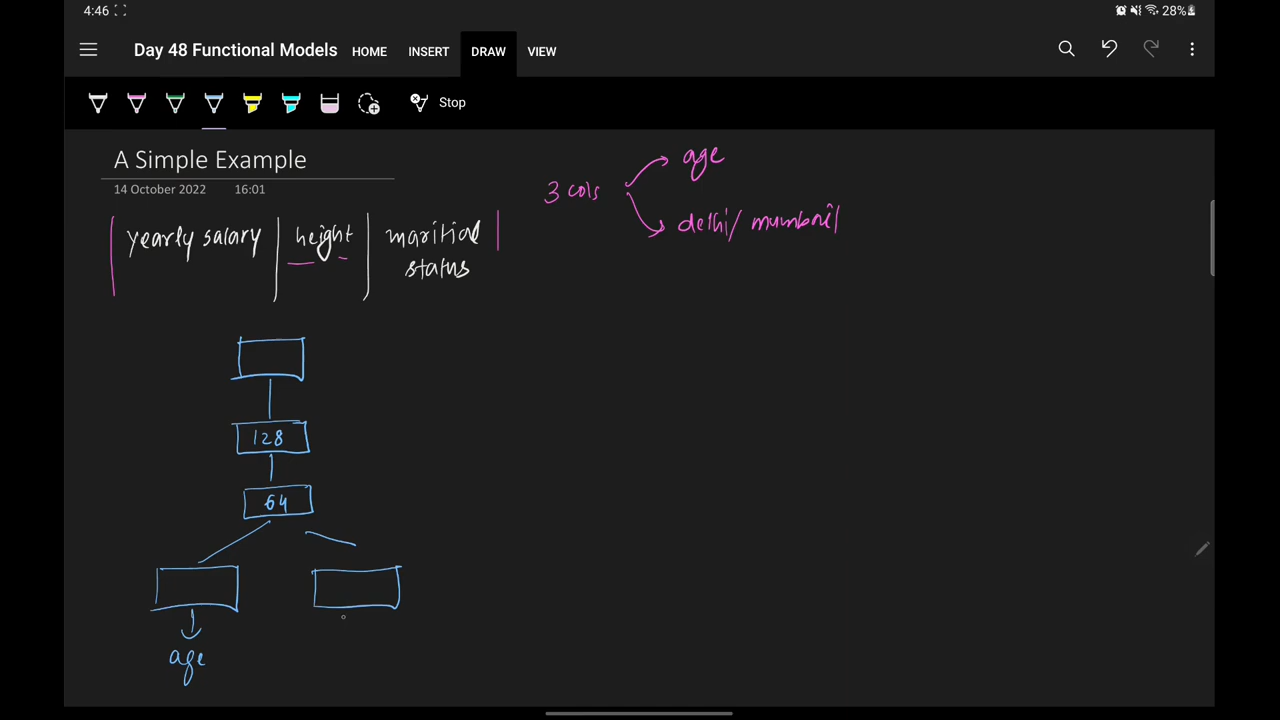 4:46
28%
Day 48 Functional Models HOME INSERT DRAW VIEW
Stop
A Simple Example
14 October 2022 16:01
3 cols
age
delhi/ mumbai
yearly salary height maritial
status
128
64
age